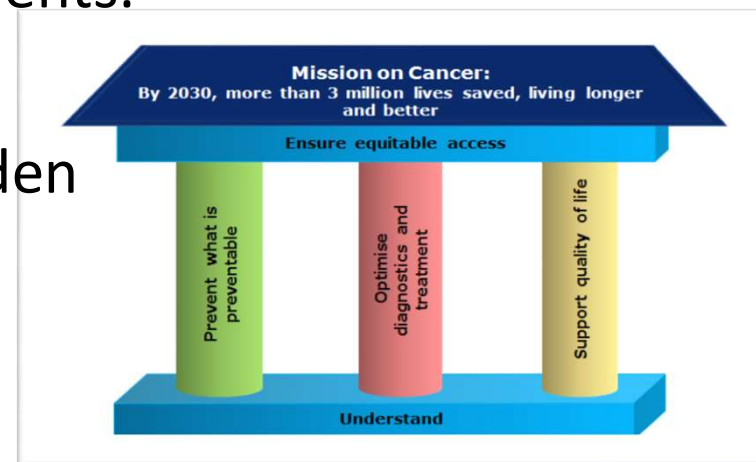 Mission on Cancer:
By 2030, more than 3 million lives saved, living longer
and better
Ensure equitable access
Prevent what is
preventable
Optimise
diagnostics and
treatment
Support quality of life
Understand